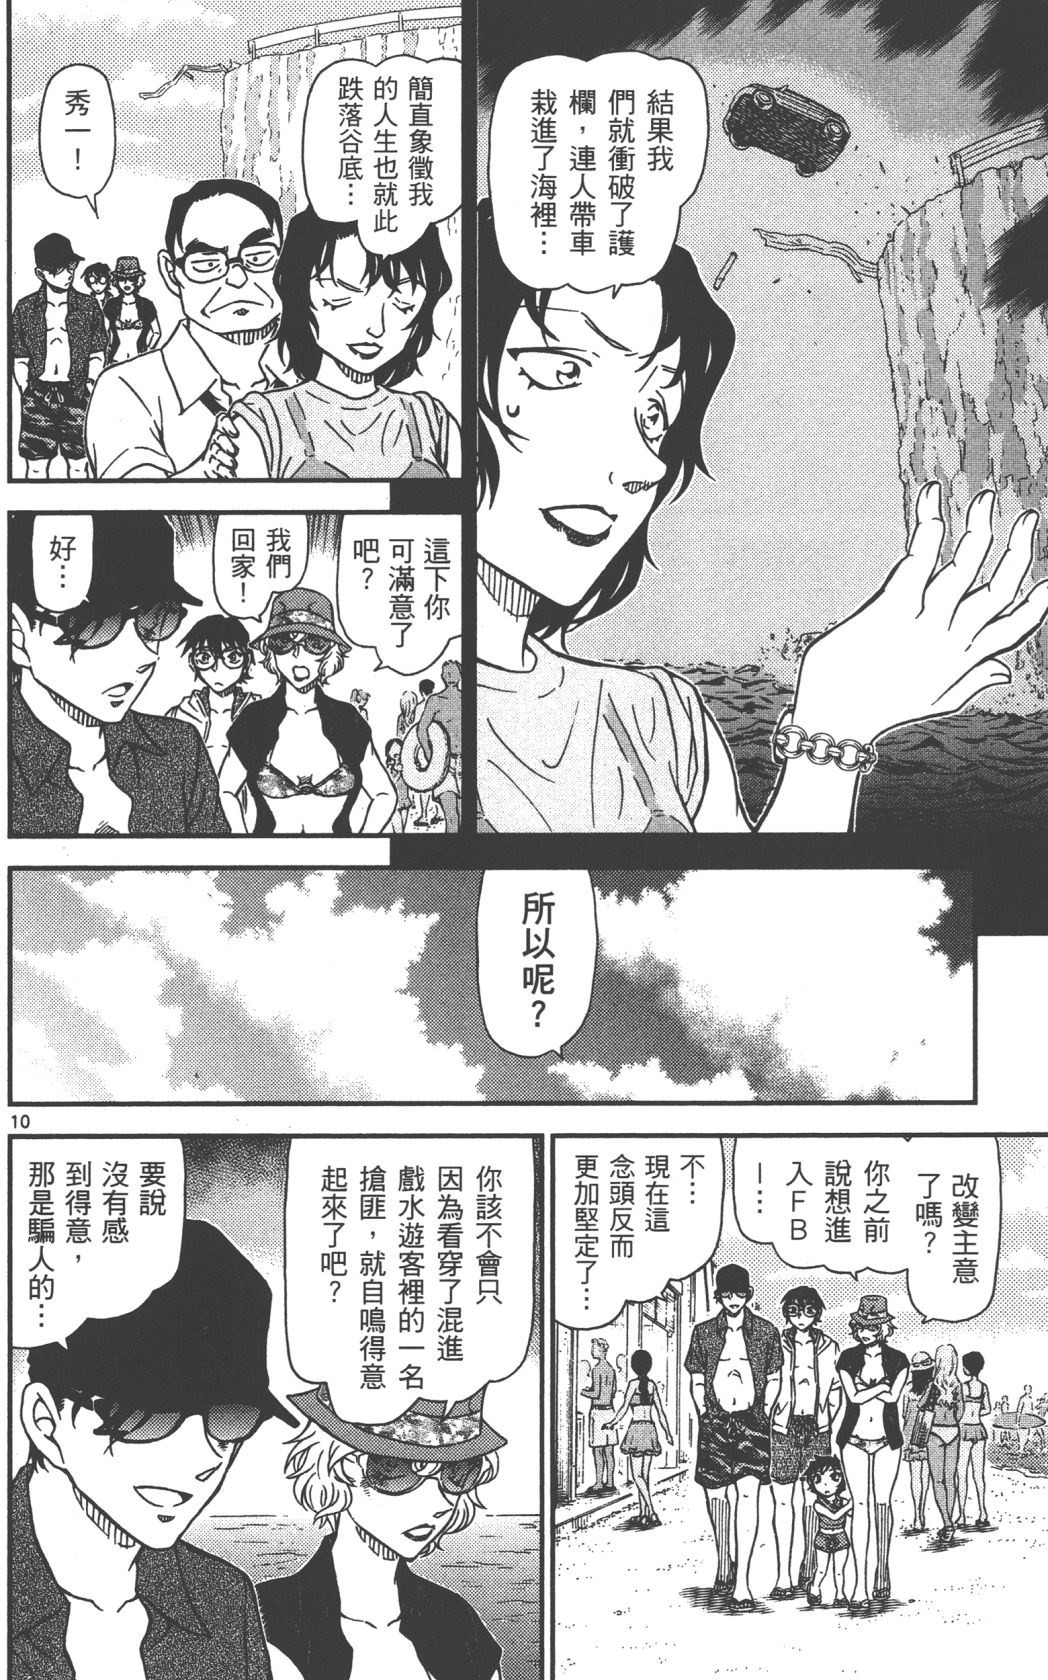 結果我
們就衝破了護
欄，連人帶車
栽進了海裡…
簡直象徵我
的人生也就此
跌落谷底…
秀一！
這下你
可滿意了
吧？
我們
回家！
好…
所以呢？
10
改變主意
了嗎？
你之前
說想進
入FB
I…
不…
現在這
念頭反而
更加堅定了…
你該不會只
因為看穿了混進
戲水遊客裡的一名
搶匪，就自鳴得意
起來了吧？
要說
沒有感
到得意，
那是騙人的…